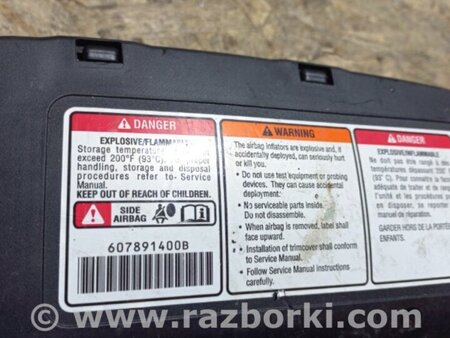 DANGER
EXPLOSIVE/FLAMMABLE
Storage temperature
exceed 200°F (93°C).
handling, storage and disposal
procedures refer to- Service
Manual.
KEEP OUT OF REACH OF CHILDREN.
SIDE
AIRBAG
607891400B
WARNING
The airbag inflators are explosive and, if
accidentally deployed, can seriously hurt
or kill you.
• Do not use test equipment or probing
devices. They can cause accidental
deployment.
• No serviceable parts inside.
Do not disassemble.
• When airbag is removed, label shall
face upward.
• Installation of trimcover shall conform
to Service Manual.
• Follow Service Manual instructions
carefully.
DANGER
EXPLOSIVE/INFLAMMABLE
Ne doit pas être
températures dépassant 200°
(93°C). Pour
adéquate de traiter et de
l'unité et les procédures
en disposer, se reporter
manuel de réparation.
GARDER HORS DE LA PORTÉE
ENFANTS.
© www.razborki.com/